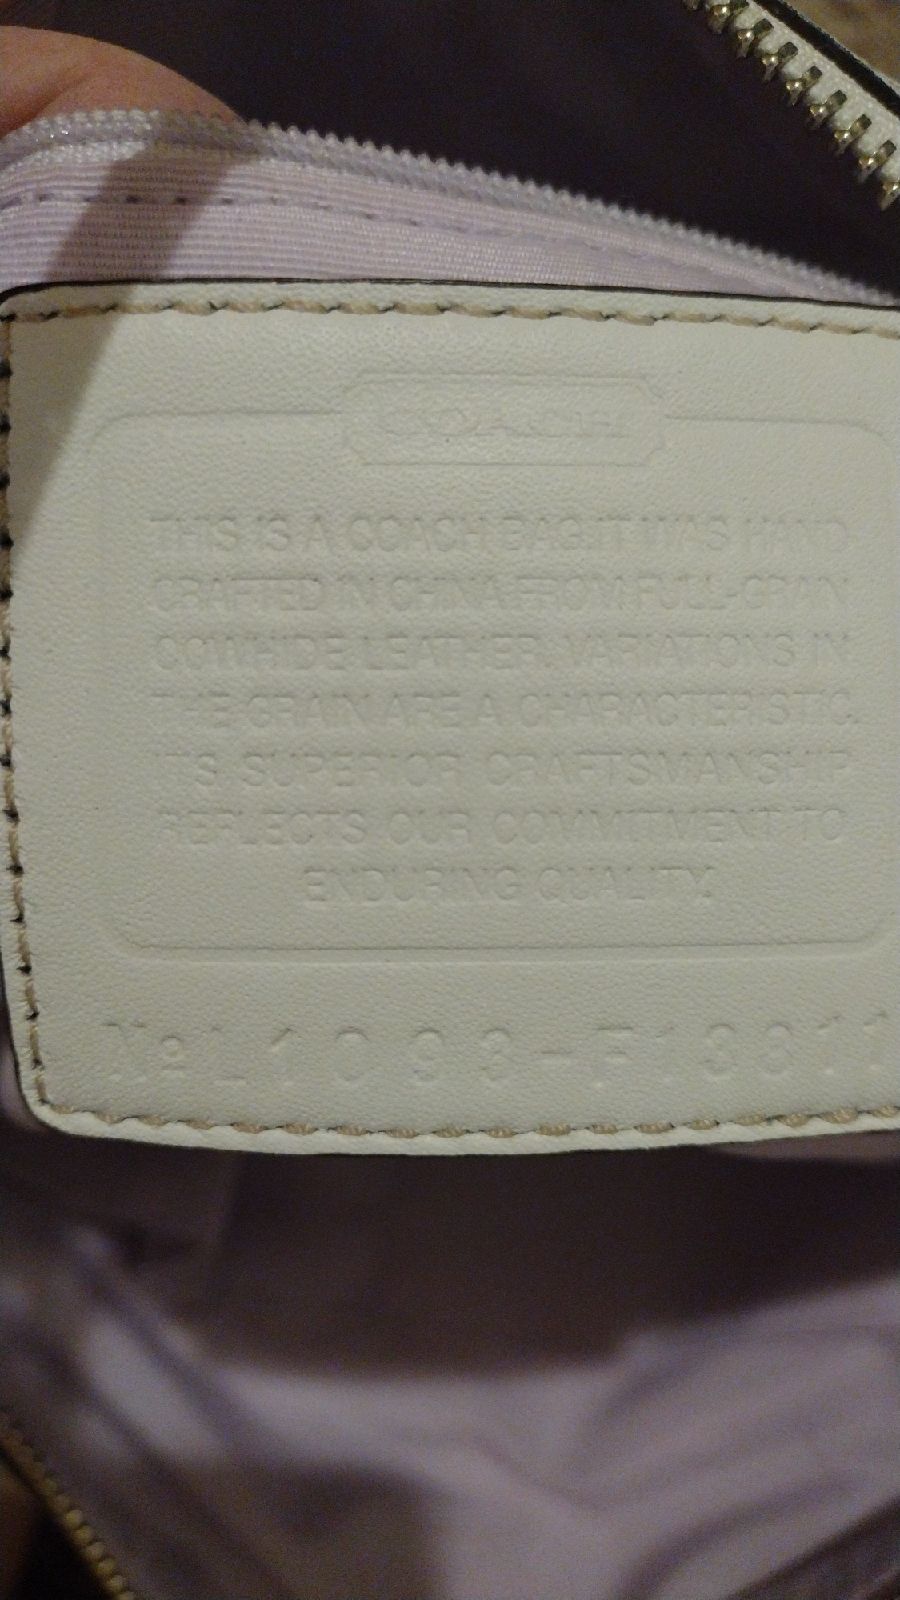 COACH
THIS IS A COACH BAG. IT WAS HAND
CRAFTED IN CHINA FROM FULL-GRAIN
COWHIDE LEATHER. VARIATIONS IN
THE GRAIN ARE A CHARACTERISTIC.
ITS SUPERIOR CRAFTSMANSHIP
REFLECTS OUR COMMITMENT TO
ENDURING QUALITY.